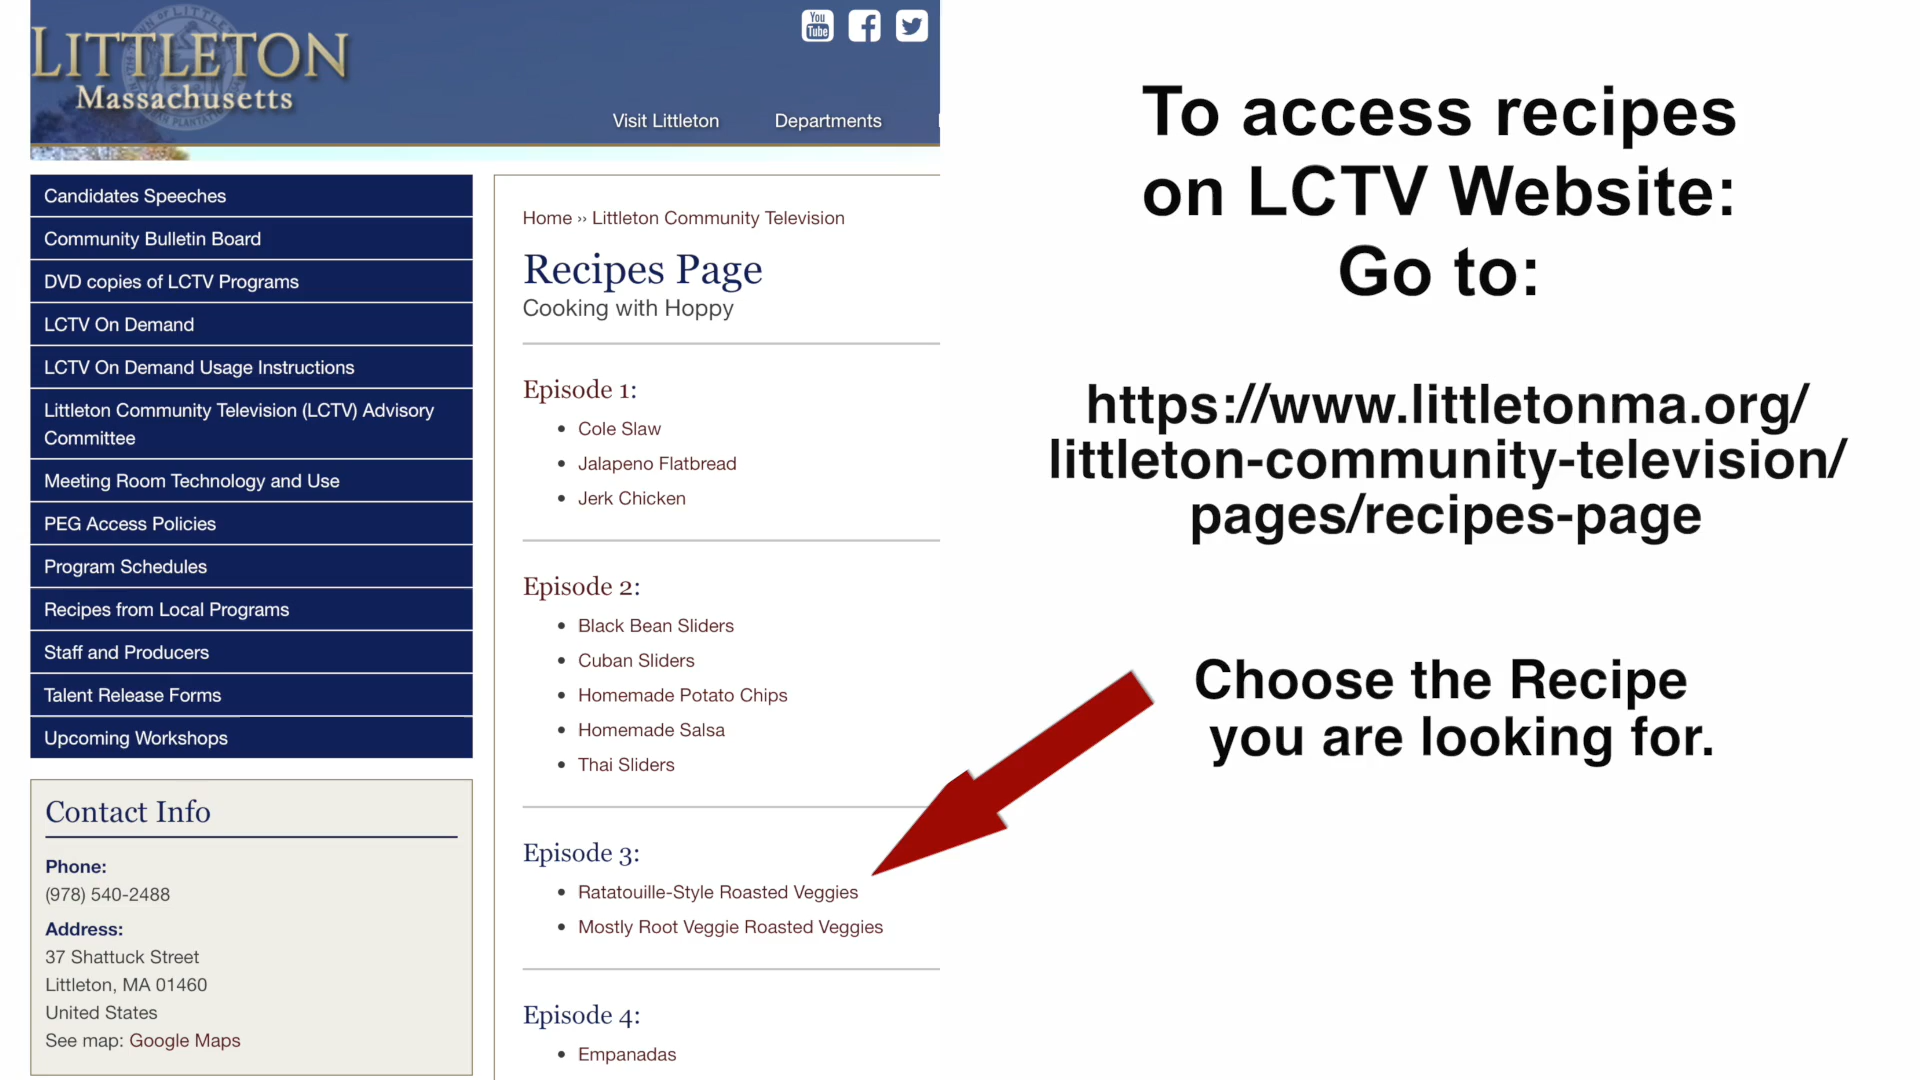 LITTLETON
Massachusetts
You
Tube
Visit Littleton
Departments
Candidates Speeches
Community Bulletin Board
DVD copies of LCTV Programs
LCTV On Demand
LCTV On Demand Usage Instructions
Littleton Community Television (LCTV) Advisory
Committee
Meeting Room Technology and Use
PEG Access Policies
Program Schedules
Recipes from Local Programs
Staff and Producers
Talent Release Forms
Upcoming Workshops
Contact Info
Phone:
(978) 540-2488
Address:
37 Shattuck Street
Littleton, MA 01460
United States
See map: Google Maps
Home ›› Littleton Community Television
Recipes Page
Cooking with Hoppy
Episode 1:
• Cole Slaw
• Jalapeno Flatbread
• Jerk Chicken
Episode 2:
• Black Bean Sliders
• Cuban Sliders
• Homemade Potato Chips
• Homemade Salsa
• Thai Sliders
Episode 3:
• Ratatouille-Style Roasted Veggies
• Mostly Root Veggie Roasted Veggies
Episode 4:
• Empanadas
To access recipes
on LCTV Website:
Go to:
https://www.littletonma.org/
littleton-community-television/
pages/recipes-page
Choose the Recipe
you are looking for.